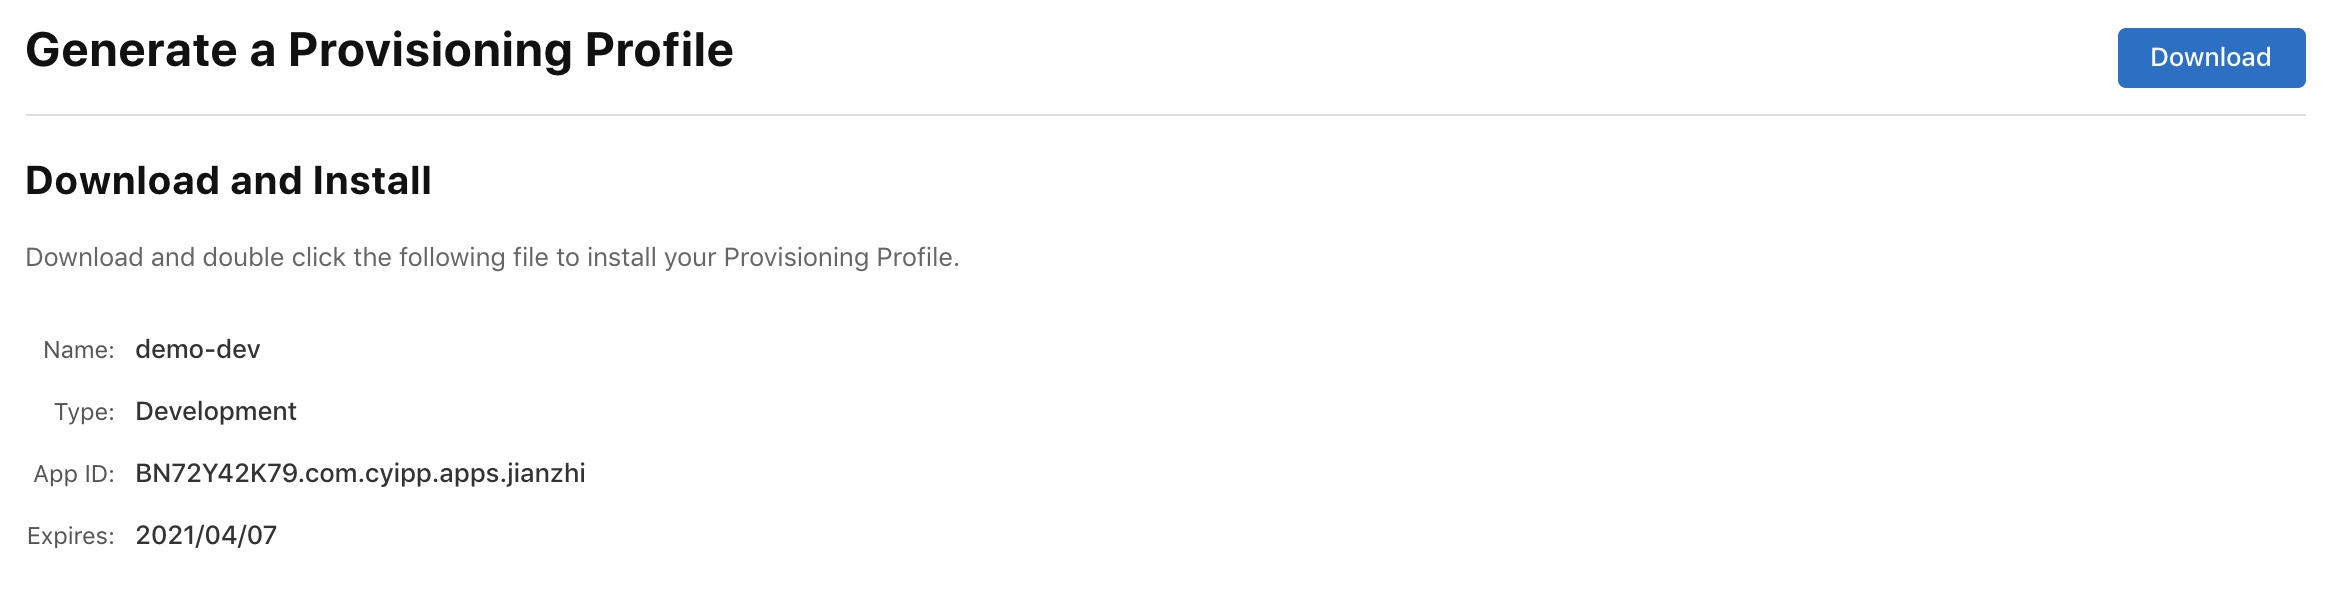 Generate a Provisioning Profile
Download
Download and Install
Download and double click the following file to install your Provisioning Profile.
Name: demo-dev
Type: Development
App ID: BN72Y42K79.com.cyipp.apps.jianzhi
Expires: 2021/04/07